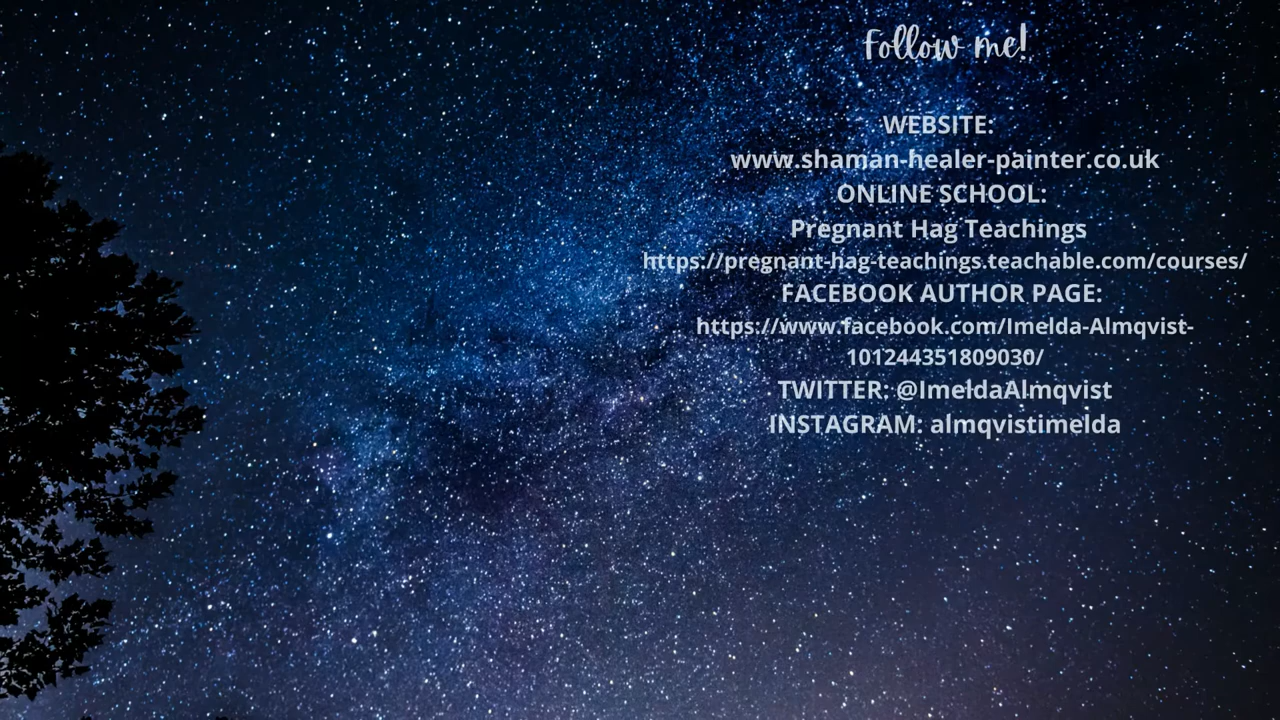 Follow me!
WEBSITE:
www.shaman-healer-painter.co.uk
ONLINE SCHOOL:
Pregnant Hag Teachings
https://pregnant-hag-teachings.teachable.com/courses/
FACEBOOK AUTHOR PAGE:
https://www.facebook.com/Imelda-Almqvist-
101244351809030/
TWITTER: @ImeldaAlmqvist
INSTAGRAM: almqvistimelda